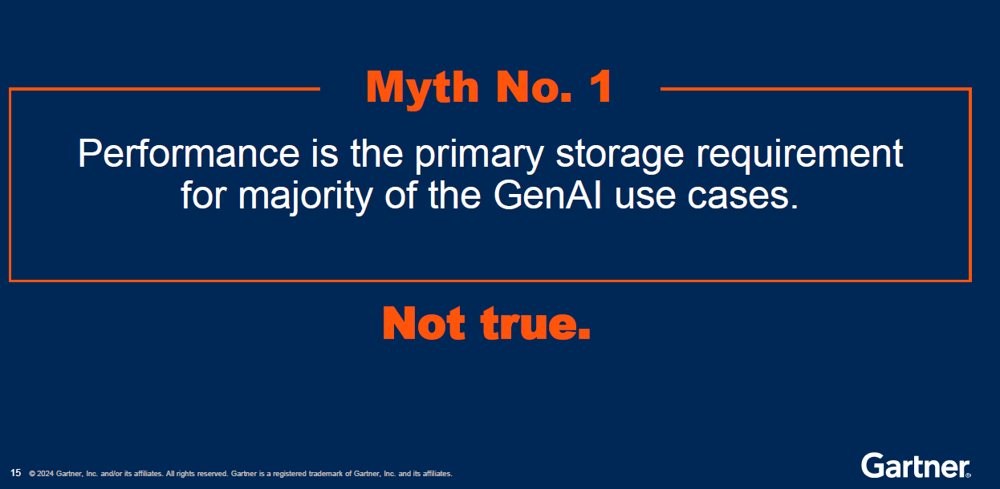 Myth No. 1
Performance is the primary storage requirement
for majority of the GenAI use cases.
Not true.
15 © 2024 Gartner, Inc. and/or its affiliates. All rights reserved. Gartner is a registered trademark of Gartner, Inc. and its affiliates.
Gartner®